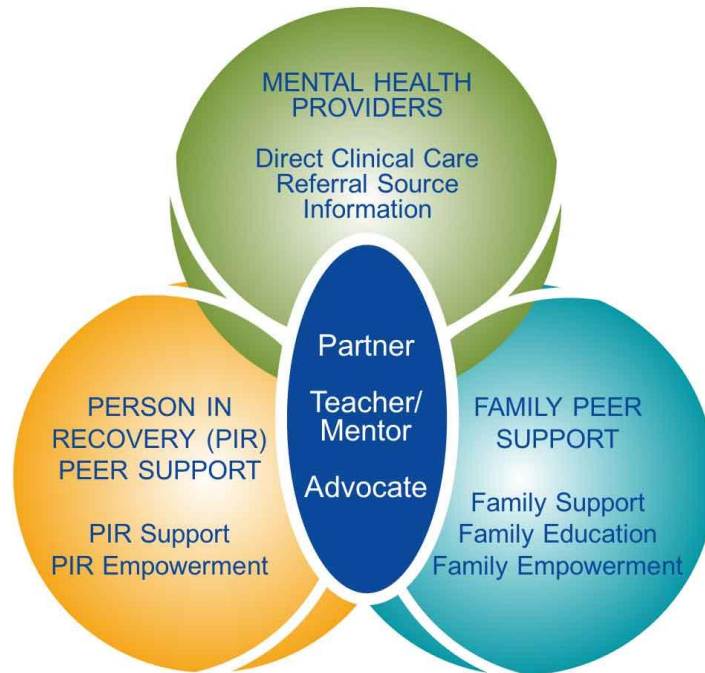 MENTAL HEALTH
PROVIDERS
Direct Clinical Care
Referral Source
Information
Partner
Teacher/
Mentor
Advocate
PERSON IN
RECOVERY (PIR)
PEER SUPPORT
PIR Support
PIR Empowerment
FAMILY PEER
SUPPORT
Family Support
Family Education
Family Empowerment